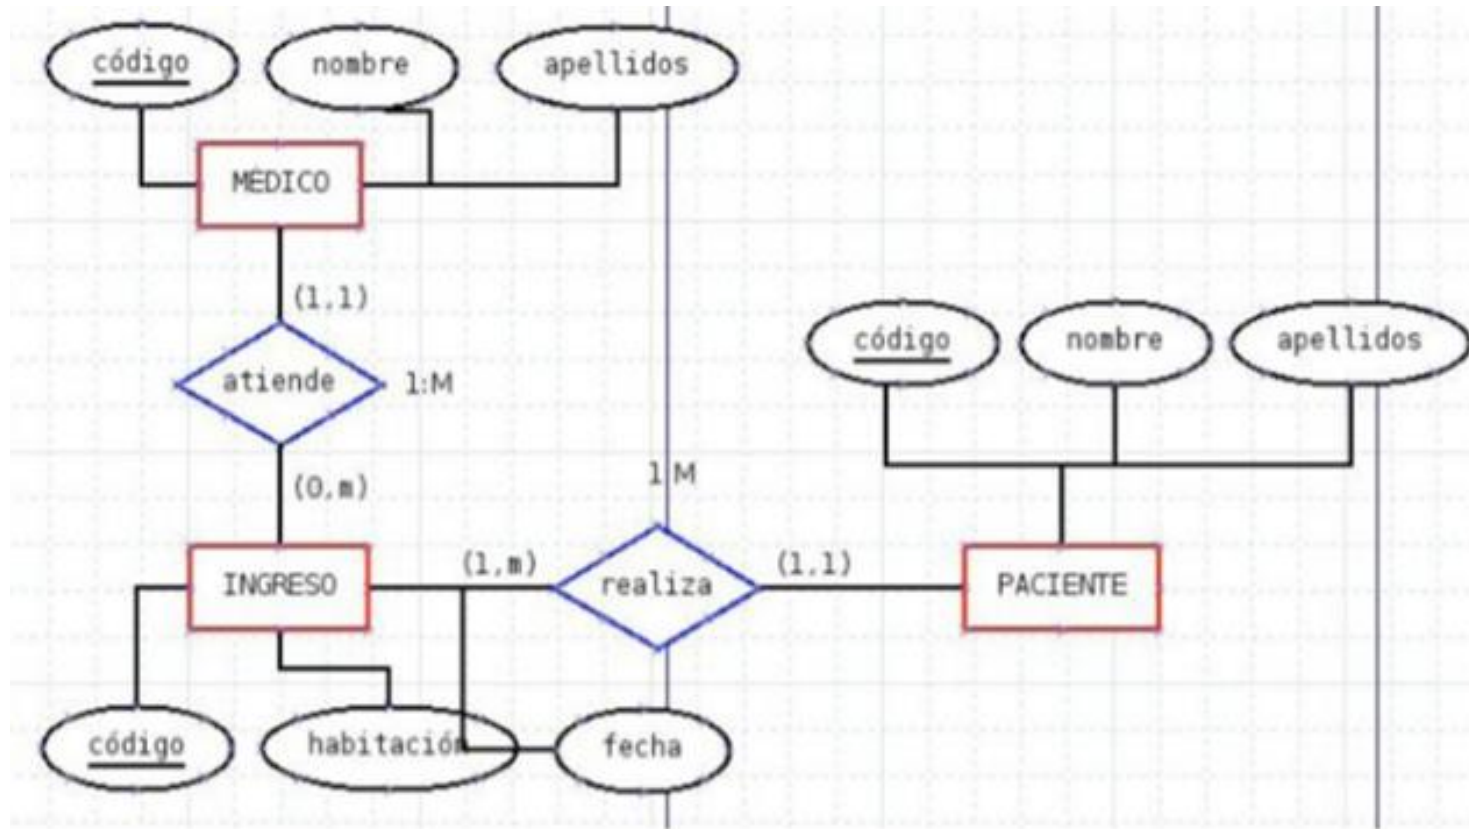 código nombre apellidos
MÉDICO
(1,1)
código nombre apellidos
atiende 1:M
(0,m)
1 M
(1,m) (1,1)
INGRESO realiza PACIENTE
código habitación fecha